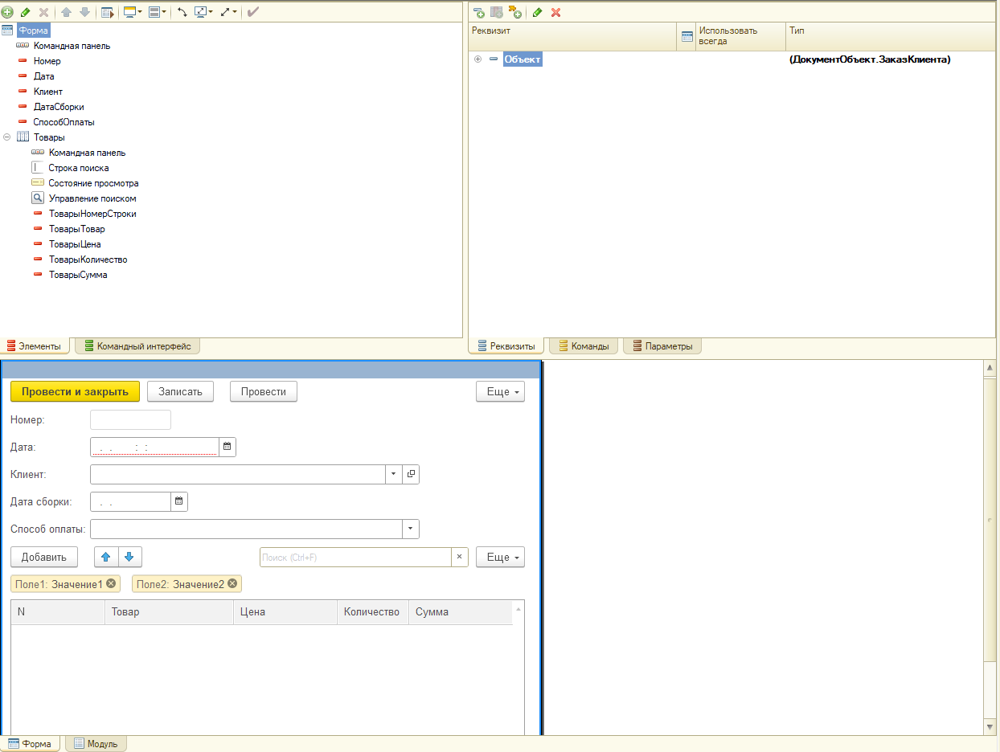 Форма
Командная панель
Номер
Дата
Клиент
ДатаСборки
СпособОплаты
Товары
Командная панель
Строка поиска
Состояние просмотра
Управление поиском
ТоварыНомерСтроки
ТоварыТовар
ТоварыЦена
ТоварыКоличество
ТоварыСумма
Элементы Командный интерфейс
Реквизит Использовать всегда Тип
Объект (ДокументОбъект.ЗаказКлиента)
Реквизиты Команды Параметры
Провести и закрыть Записать Провести Еще
Номер:
Дата: . . : :
Клиент:
Дата сборки: . .
Способ оплаты:
Добавить Поиск (Ctrl+F) × Еще
Поле1: Значение1 Поле2: Значение2
N Товар Цена Количество Сумма
Форма Модуль